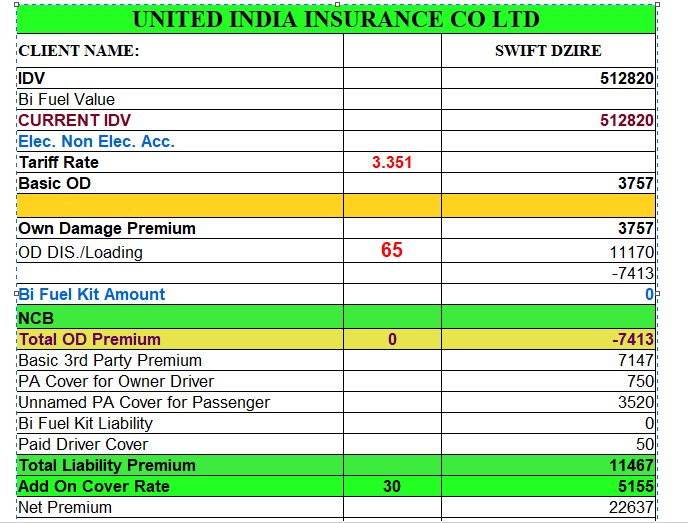 UNITED INDIA INSURANCE CO LTD
CLIENT NAME: SWIFT DZIRE
IDV 512820
Bi Fuel Value
CURRENT IDV 512820
Elec. Non Elec. Acc.
Tariff Rate 3.351
Basic OD 3757
Own Damage Premium 3757
OD DIS./Loading 65 11170
-7413
Bi Fuel Kit Amount 0
NCB
Total OD Premium 0 -7413
Basic 3rd Party Premium 7147
PA Cover for Owner Driver 750
Unnamed PA Cover for Passenger 3520
Bi Fuel Kit Liability 0
Paid Driver Cover 50
Total Liability Premium 11467
Add On Cover Rate 30 5155
Net Premium 22637